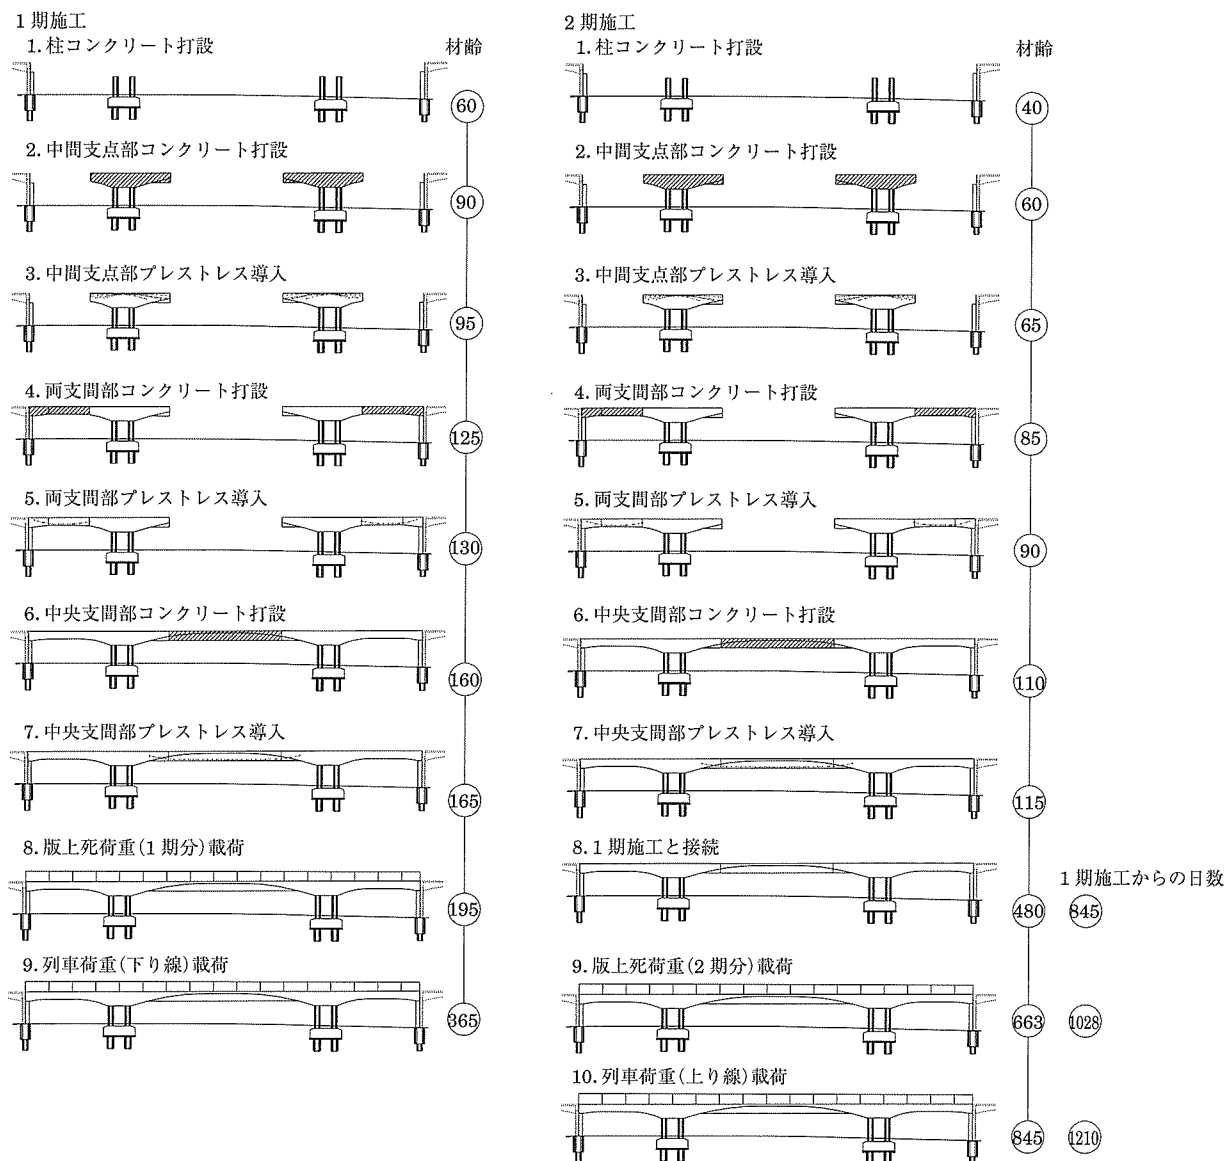 1期施工
1.柱コンクリート打設
材齢
60
2.中間支点部コンクリート打設
90
3.中間支点部プレストレス導入
95
4.両支間部コンクリート打設
125
5.両支間部プレストレス導入
130
6.中央支間部コンクリート打設
160
7.中央支間部プレストレス導入
165
8.版上死荷重(1期分)載荷
195
9.列車荷重(下り線)載荷
365
2期施工
1.柱コンクリート打設
材齢
40
2.中間支点部コンクリート打設
60
3.中間支点部プレストレス導入
65
4.両支間部コンクリート打設
85
5.両支間部プレストレス導入
90
6.中央支間部コンクリート打設
110
7.中央支間部プレストレス導入
115
8.1期施工と接続
1期施工からの日数
480 845
9.版上死荷重(2期分)載荷
663 1028
10.列車荷重(上り線)載荷
845 1210